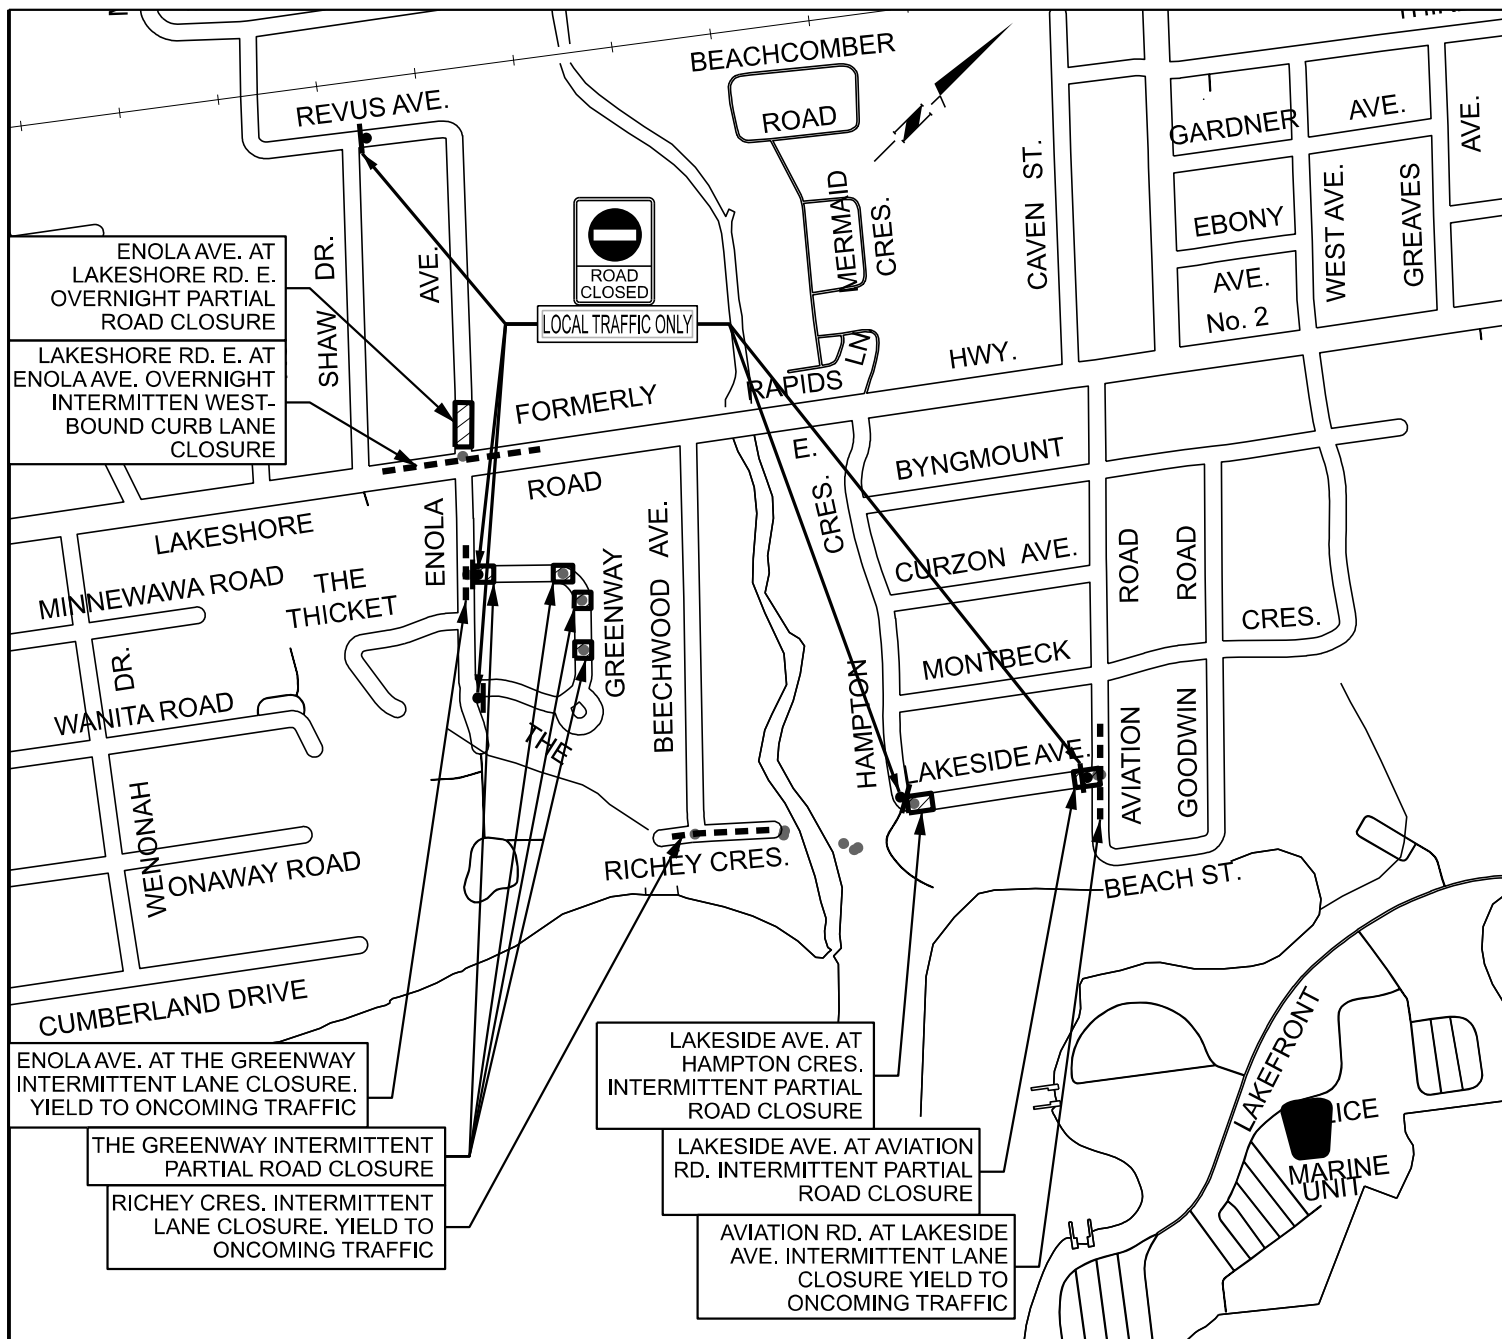 BEACHCOMBER
ROAD
REVUS AVE.
GARDNER AVE.
AVE.
EBONY
AVE.
No. 2
WEST AVE.
GREAVES
CAVEN ST.
MERMAID
CRES.
SHAW DR.
AVE.
ROAD
CLOSED
LOCAL TRAFFIC ONLY
ENOLA AVE. AT
LAKESHORE RD. E.
OVERNIGHT PARTIAL
ROAD CLOSURE
LAKESHORE RD. E. AT
ENOLA AVE. OVERNIGHT
INTERMITTEN WEST-
BOUND CURB LANE
CLOSURE
FORMERLY
RAPIDS
LN
HWY.
E.
ROAD
LAKESHORE
BYNGMOUNT
CRES.
CURZON AVE.
ROAD
ROAD
CRES.
MONTBECK
HAMPTON
LAKESIDE AVE.
AVIATION
GOODWIN
BEACH ST.
ENOLA
MINNEWAWA ROAD
THE
THICKET
GREENWAY
BEECHWOOD AVE.
DR.
WANITA ROAD
THE
WENONAH
ONAWAY ROAD
RICHEY CRES.
CUMBERLAND DRIVE
ENOLA AVE. AT THE GREENWAY
INTERMITTENT LANE CLOSURE.
YIELD TO ONCOMING TRAFFIC
THE GREENWAY INTERMITTENT
PARTIAL ROAD CLOSURE
RICHEY CRES. INTERMITTENT
LANE CLOSURE. YIELD TO
ONCOMING TRAFFIC
LAKESIDE AVE. AT
HAMPTON CRES.
INTERMITTENT PARTIAL
ROAD CLOSURE
LAKESIDE AVE. AT AVIATION
RD. INTERMITTENT PARTIAL
ROAD CLOSURE
AVIATION RD. AT LAKESIDE
AVE. INTERMITTENT LANE
CLOSURE YIELD TO
ONCOMING TRAFFIC
LAKEFRONT
MARINE
UNIT